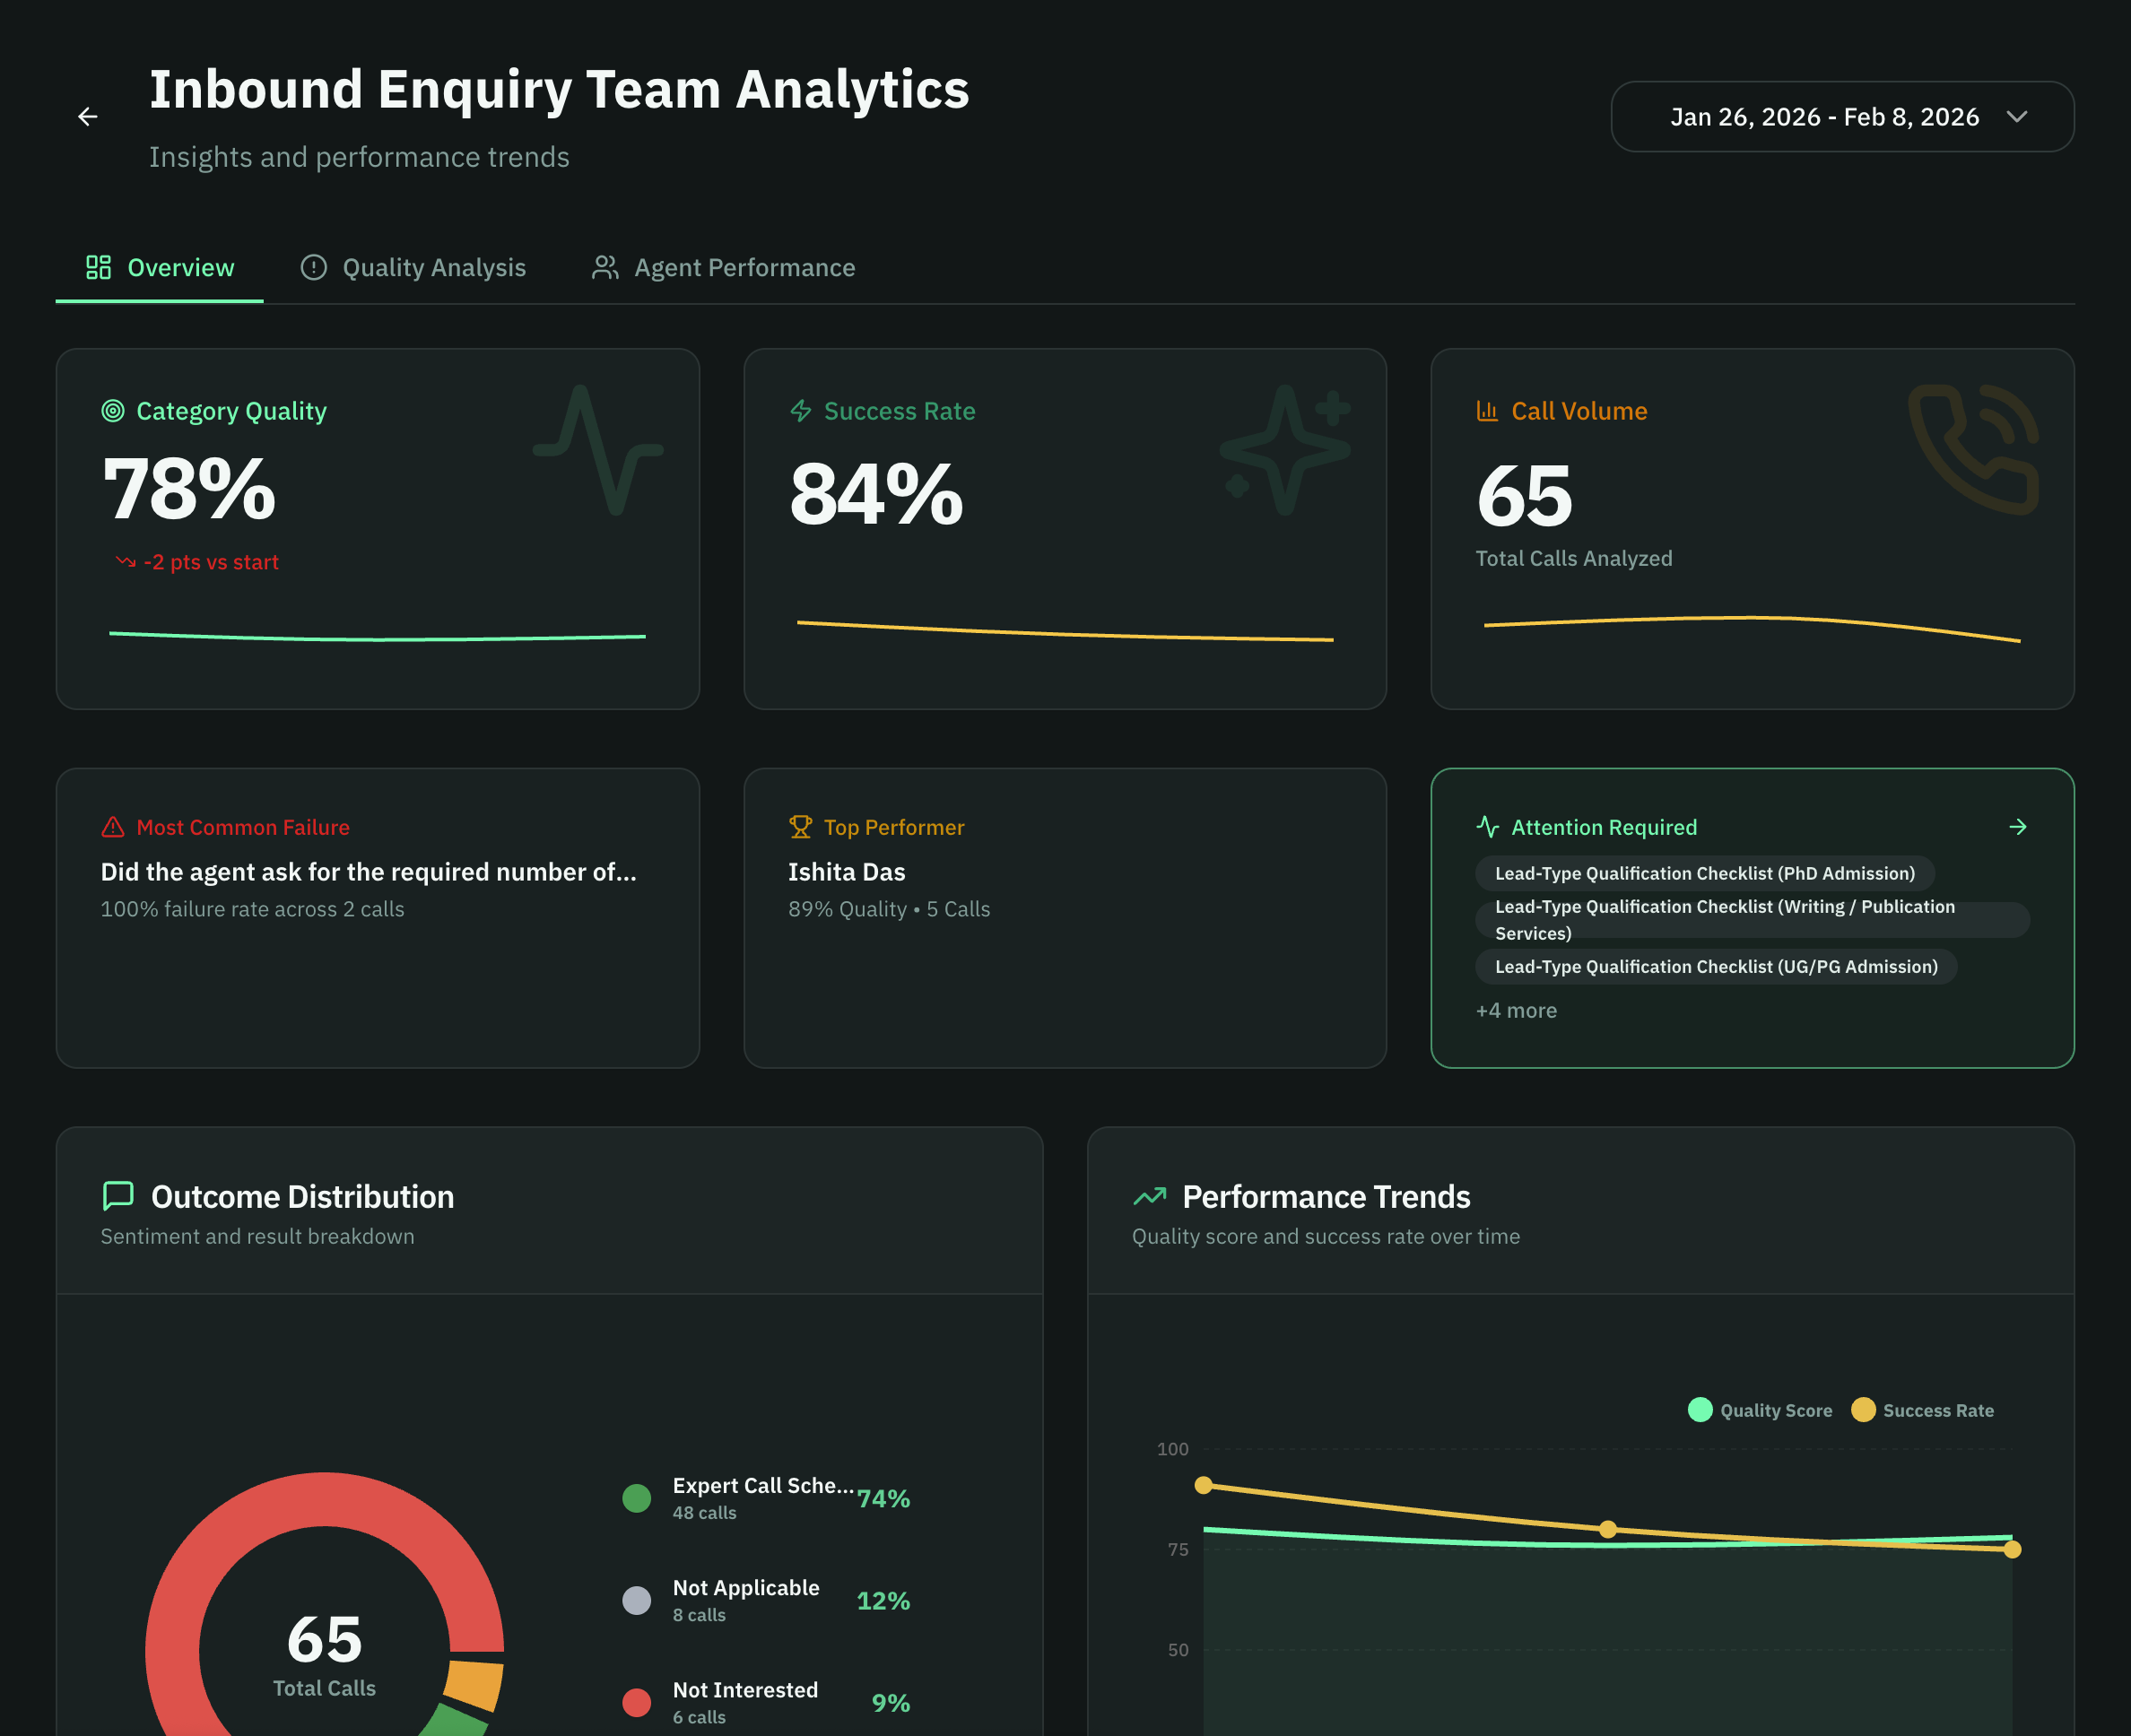 Inbound Enquiry Team Analytics
Insights and performance trends
Jan 26, 2026 - Feb 8, 2026
Overview
Quality Analysis
Agent Performance
Category Quality
78%
-2 pts vs start
Success Rate
84%
Call Volume
65
Total Calls Analyzed
Most Common Failure
Did the agent ask for the required number of...
100% failure rate across 2 calls
Top Performer
Ishita Das
89% Quality • 5 Calls
Attention Required
Lead-Type Qualification Checklist (PhD Admission)
Lead-Type Qualification Checklist (Writing / Publication
Services)
Lead-Type Qualification Checklist (UG/PG Admission)
+4 more
Outcome Distribution
Sentiment and result breakdown
65
Total Calls
Expert Call Sche...
48 calls
74%
Not Applicable
8 calls
12%
Not Interested
6 calls
9%
Performance Trends
Quality score and success rate over time
Quality Score
Success Rate
100
75
50